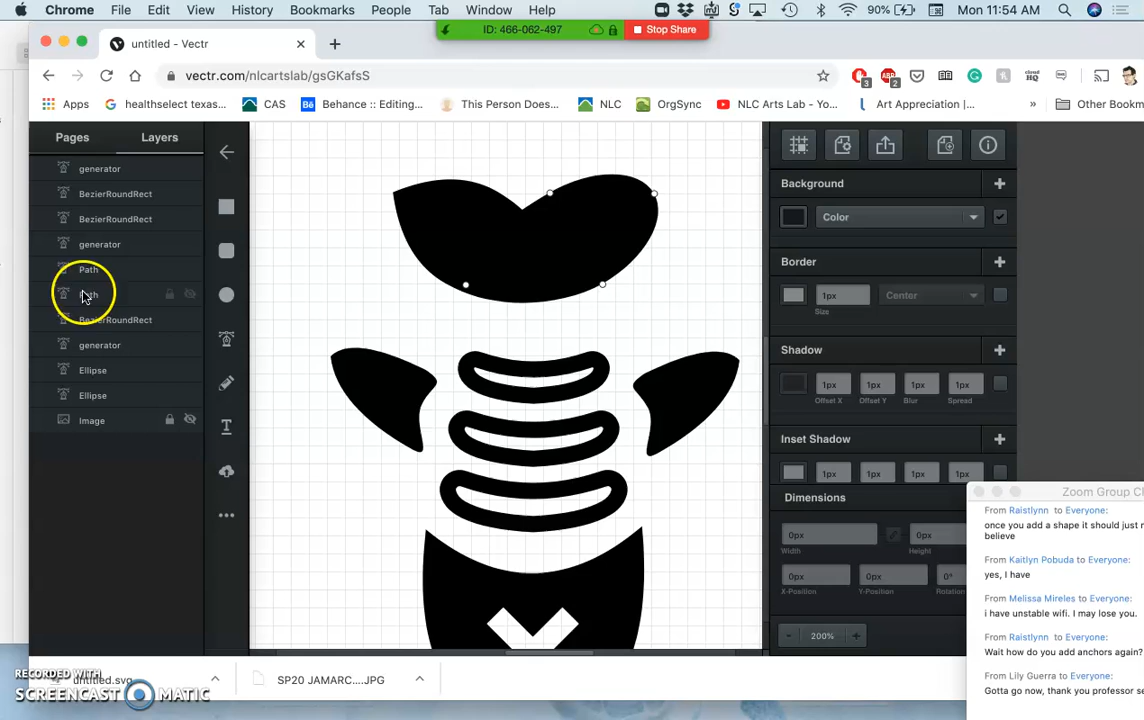 Chrome File Edit View History Bookmarks People Tab Window Help 90% Mon 11:54 AM
ID: 466-062-497 Stop Share
untitled - Vectr
vectr.com/nlcartslab/gsGKafsS
3 2 cloud HQ
Apps healthselect texas... CAS Behance :: Editing... This Person Does... NLC OrgSync NLC Arts Lab - Yo... Art Appreciation |... » Other Bookm
Pages Layers
generator
BezierRoundRect
BezierRoundRect
generator
Path
Path
BezierRoundRect
generator
Ellipse
Ellipse
Image
Background
Color
Border
1px Center
Size
Shadow
1px 1px 1px 1px
Offset X Offset Y Blur Spread
Inset Shadow
1px 1px 1px 1px
Dimensions
0px 0px
Width Height
0px 0px 0°
X-Position Y-Position Rotation
- 200% +
Zoom Group C
From Raistlynn to Everyone:
once you add a shape it should just
believe
From Kaitlyn Pobuda to Everyone:
yes, I have
From Melissa Mireles to Everyone:
i have unstable wifi. I may lose you.
From Raistlynn to Everyone:
Wait how do you add anchors again?
From Lily Guerra to Everyone:
Gotta go now, thank you professor se
untitled.svg SP20 JAMARC....JPG
RECORDED WITH
SCREENCAST MATIC